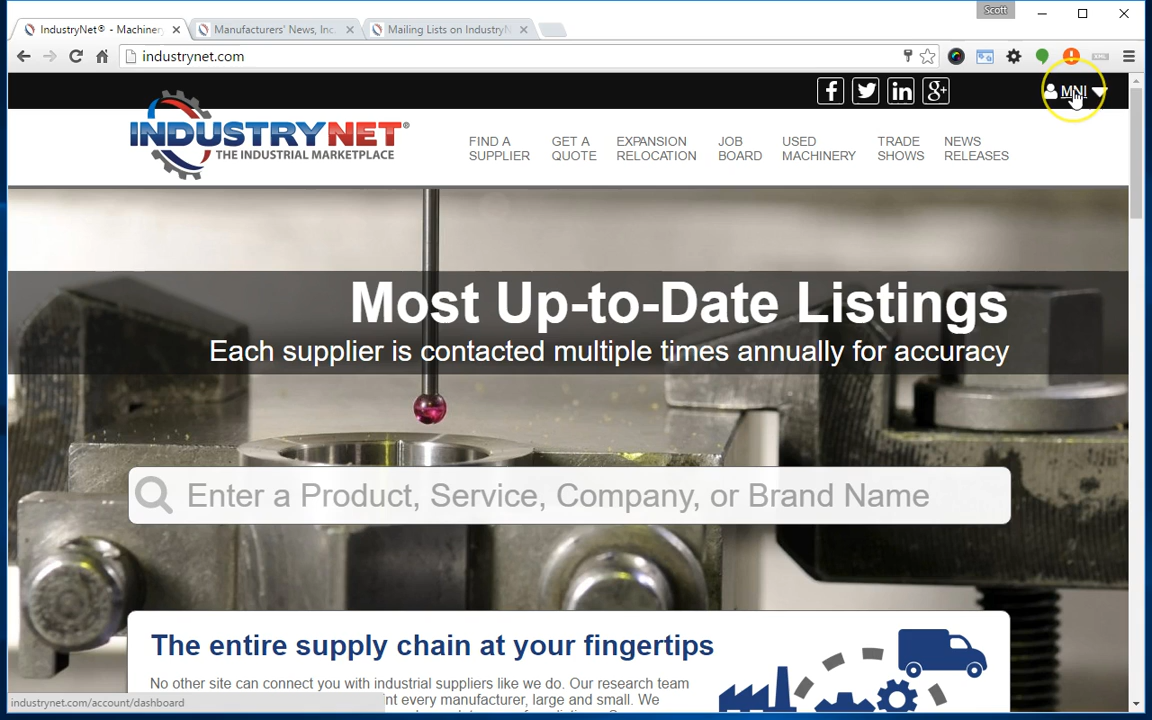 Scott
IndustryNet® - Machinery
Manufacturers' News, Inc.
Mailing Lists on IndustryN
industrynet.com
MNI
INDUSTRYNET®
THE INDUSTRIAL MARKETPLACE
FIND A SUPPLIER
GET A QUOTE
EXPANSION RELOCATION
JOB BOARD
USED MACHINERY
TRADE SHOWS
NEWS RELEASES
Most Up-to-Date Listings
Each supplier is contacted multiple times annually for accuracy
Enter a Product, Service, Company, or Brand Name
The entire supply chain at your fingertips
No other site can connect you with industrial suppliers like we do. Our research team
nt every manufacturer, large and small. We
industrynet.com/account/dashboard